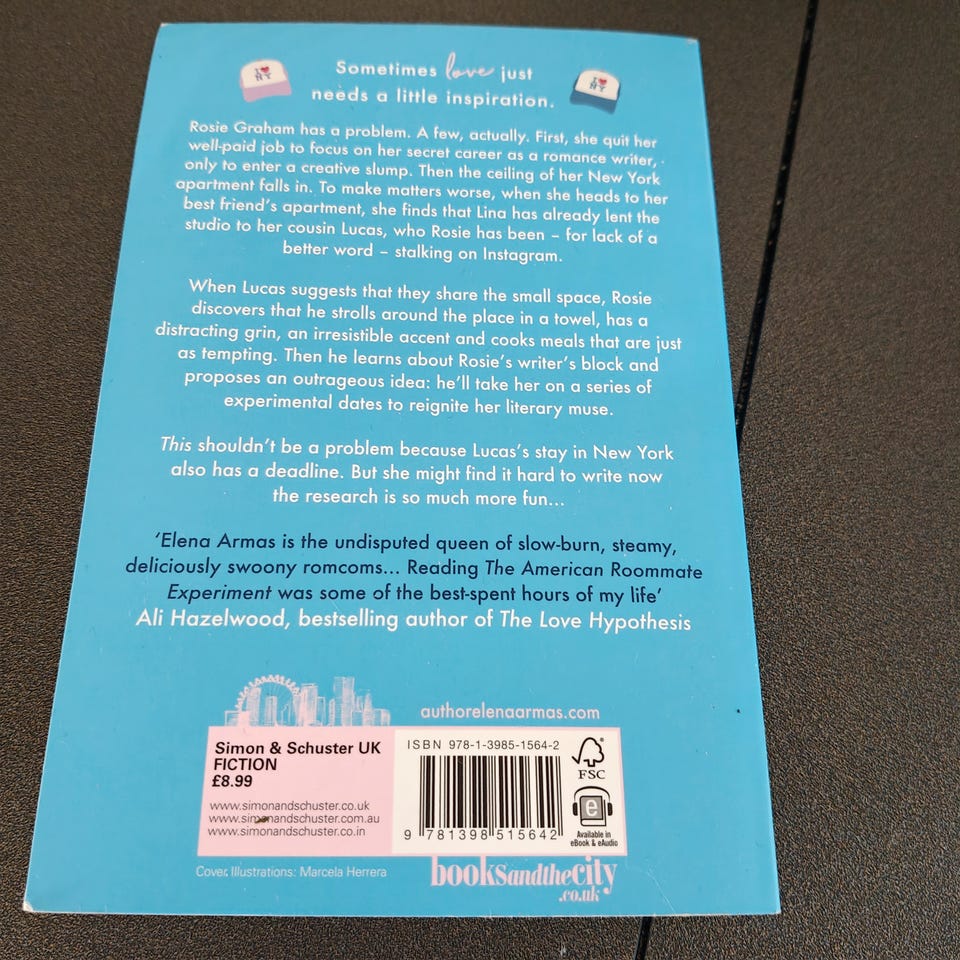 I ❤ NY
Sometimes love just
I ❤ NY
needs a little inspiration.
Rosie Graham has a problem. A few, actually. First, she quit her
well-paid job to focus on her secret career as a romance writer,
only to enter a creative slump. Then the ceiling of her New York
apartment falls in. To make matters worse, when she heads to her
best friend's apartment, she finds that Lina has already lent the
studio to her cousin Lucas, who Rosie has been – for lack of a
better word – stalking on Instagram.
When Lucas suggests that they share the small space, Rosie
discovers that he strolls around the place in a towel, has a
distracting grin, an irresistible accent and cooks meals that are just
as tempting. Then he learns about Rosie's writer's block and
proposes an outrageous idea: he'll take her on a series of
experimental dates to reignite her literary muse.
This shouldn't be a problem because Lucas's stay in New York
also has a deadline. But she might find it hard to write now
the research is so much more fun...
'Elena Armas is the undisputed queen of slow-burn, steamy,
deliciously swoony romcoms... Reading The American Roommate
Experiment was some of the best-spent hours of my life'
Ali Hazelwood, bestselling author of The Love Hypothesis
authorelenaarmas.com
Simon & Schuster UK
FICTION
£8.99
www.simonandschuster.co.uk
www.simonandschuster.com.au
www.simonandschuster.co.in
ISBN 978-1-3985-1564-2
9 781398 515642
FSC
e
Available in
eBook & eAudio
Cover Illustrations: Marcela Herrera
booksandthecity
.co.uk